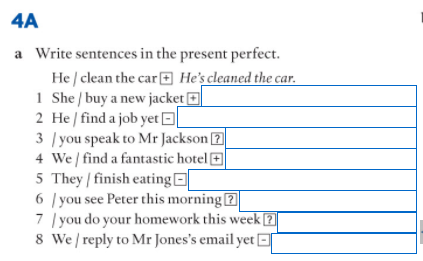 4A
a Write sentences in the present perfect.
He / clean the car + He's cleaned the car.
1 She / buy a new jacket +
2 He / find a job yet -
3 / you speak to Mr Jackson ?
4 We / find a fantastic hotel +
5 They / finish eating -
6 / you see Peter this morning ?
7 / you do your homework this week ?
8 We / reply to Mr Jones's email yet -